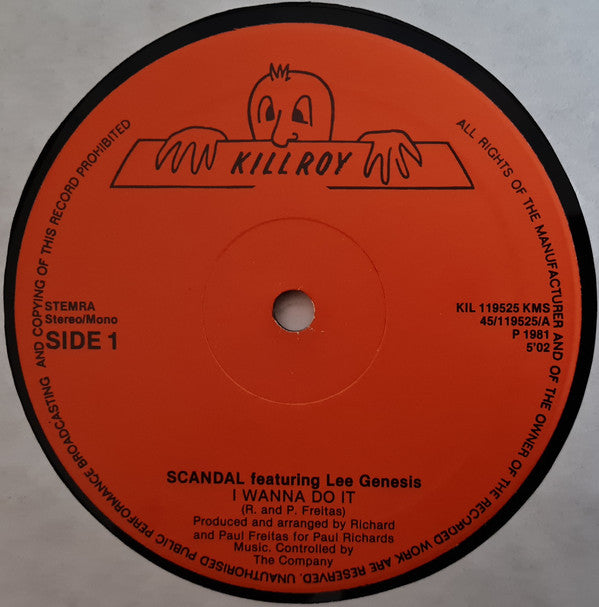 KILLROY
ALL RIGHTS OF THE MANUFACTURER AND OF THE OWNER OF THE RECORDED WORK ARE RESERVED. UNAUTHORISED PUBLIC PERFORMANCE BROADCASTING AND COPYING OF THIS RECORD PROHIBITED
STEMRA
Stereo/Mono
SIDE 1
KIL 119525 KMS
45/119525/A
P 1981
5'02
SCANDAL featuring Lee Genesis
I WANNA DO IT
(R. and P. Freitas)
Produced and arranged by Richard
and Paul Freitas for Paul Richards
Music. Controlled by
The Company